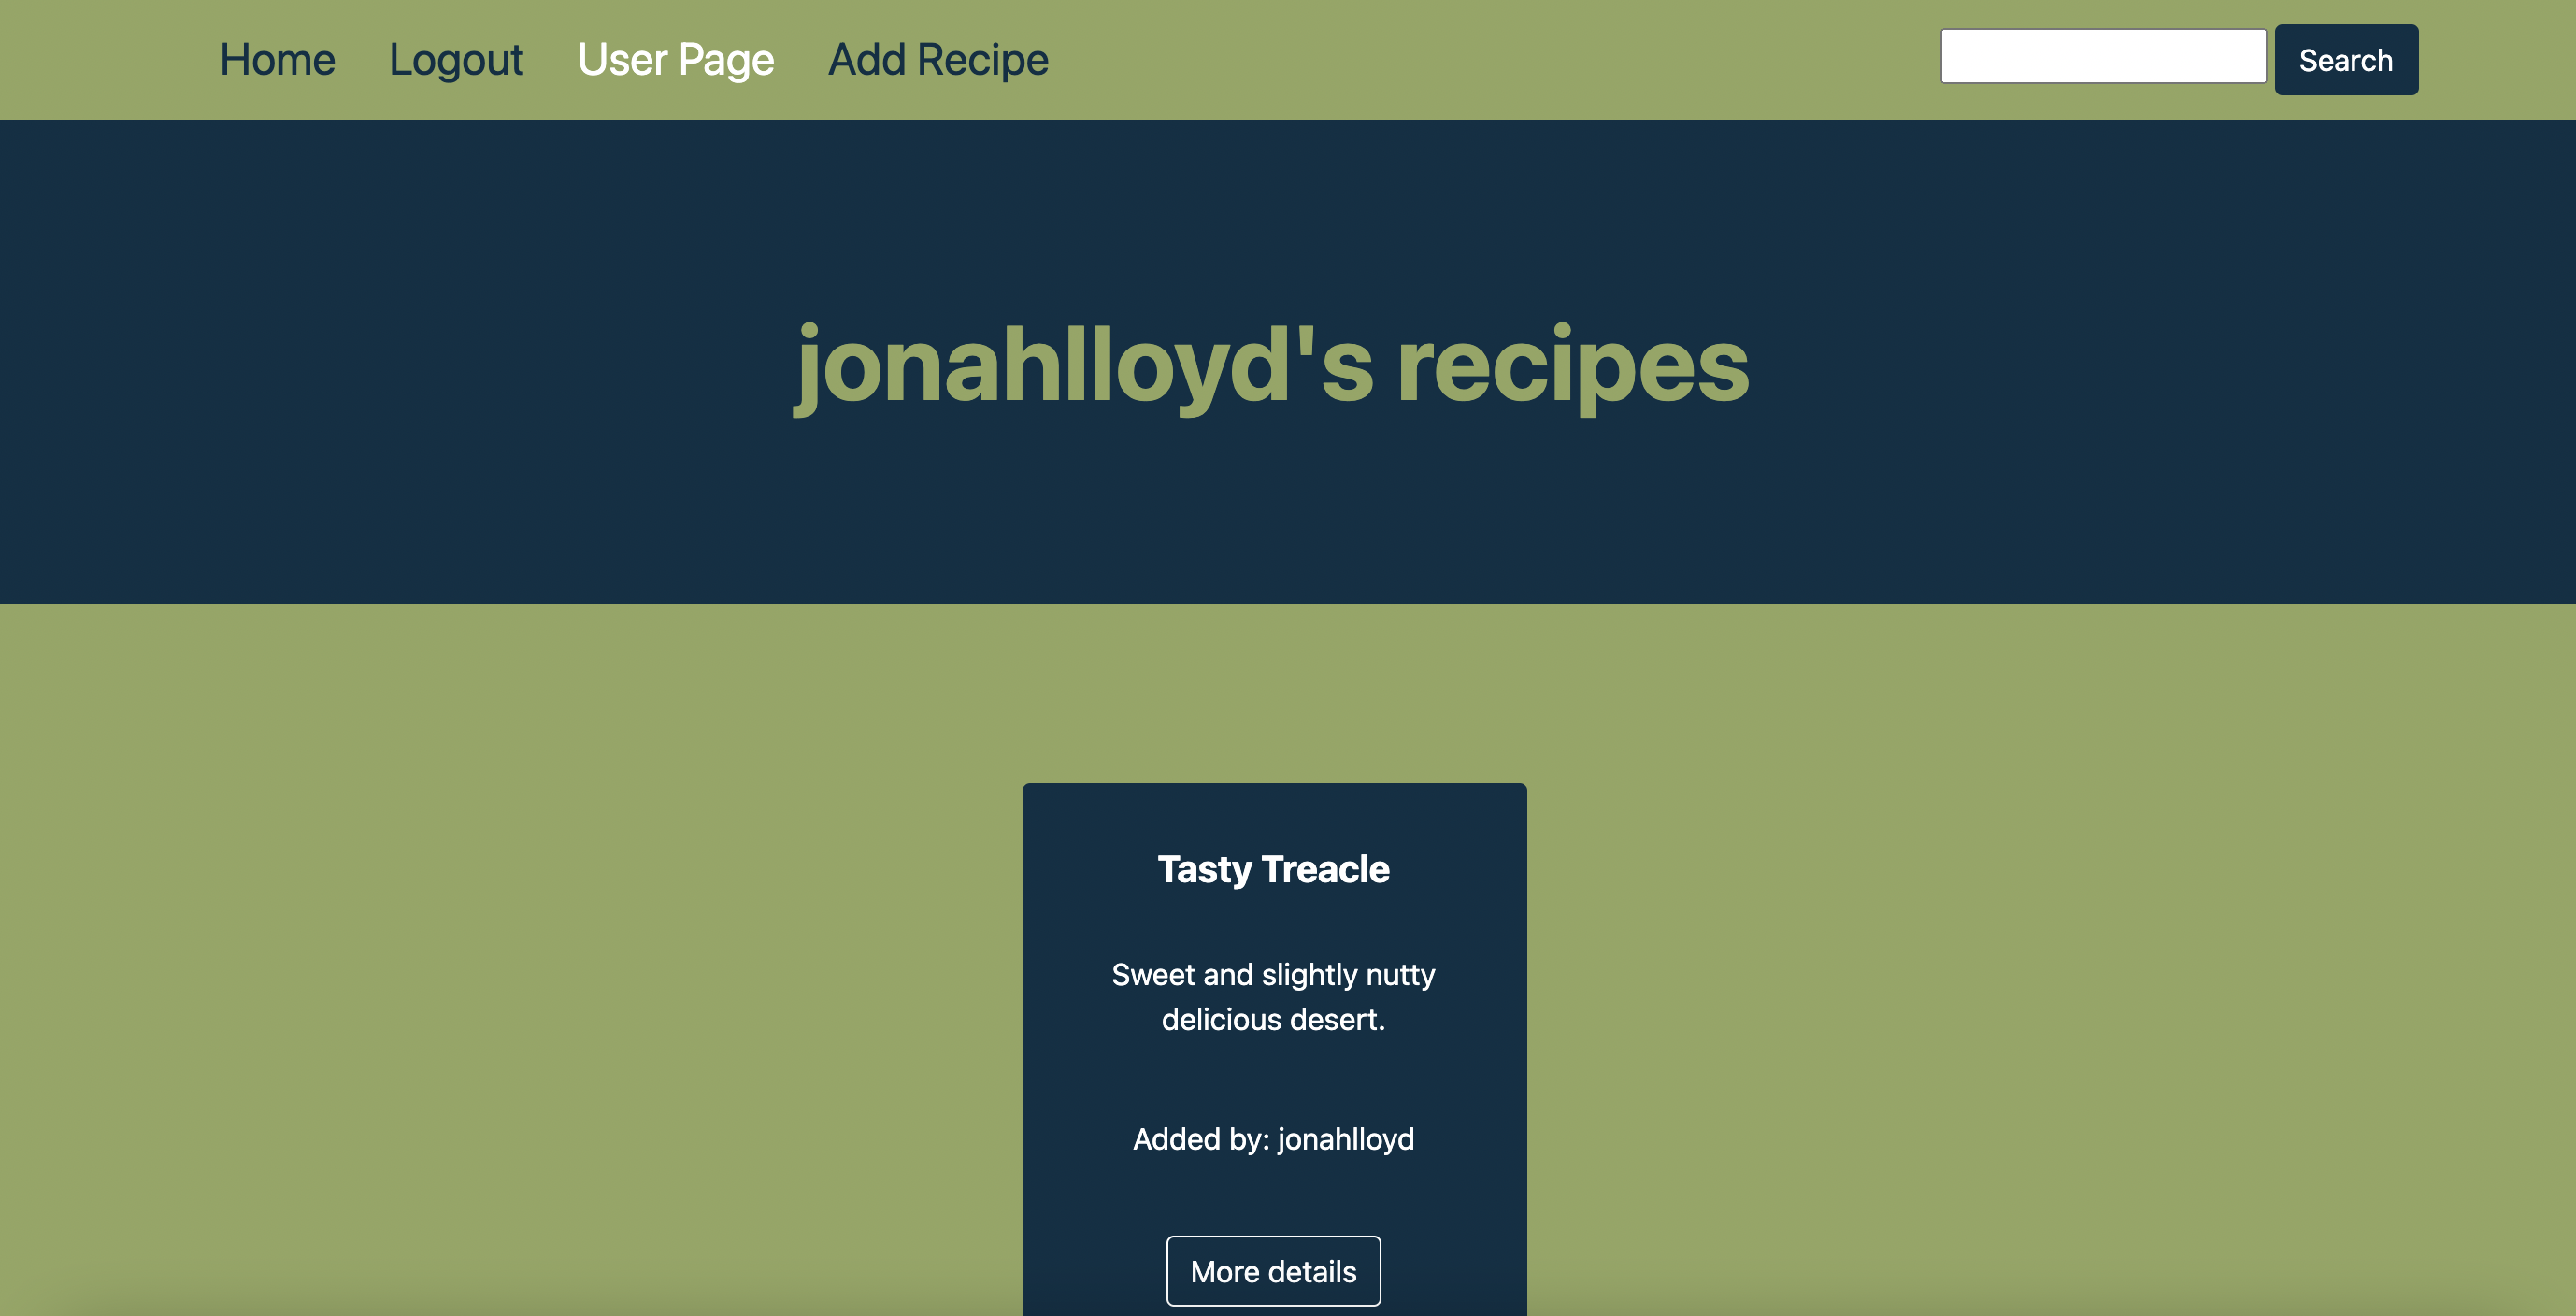 Home Logout User Page Add Recipe Search
jonahlloyd's recipes
Tasty Treacle
Sweet and slightly nutty
delicious desert.
Added by: jonahlloyd
More details